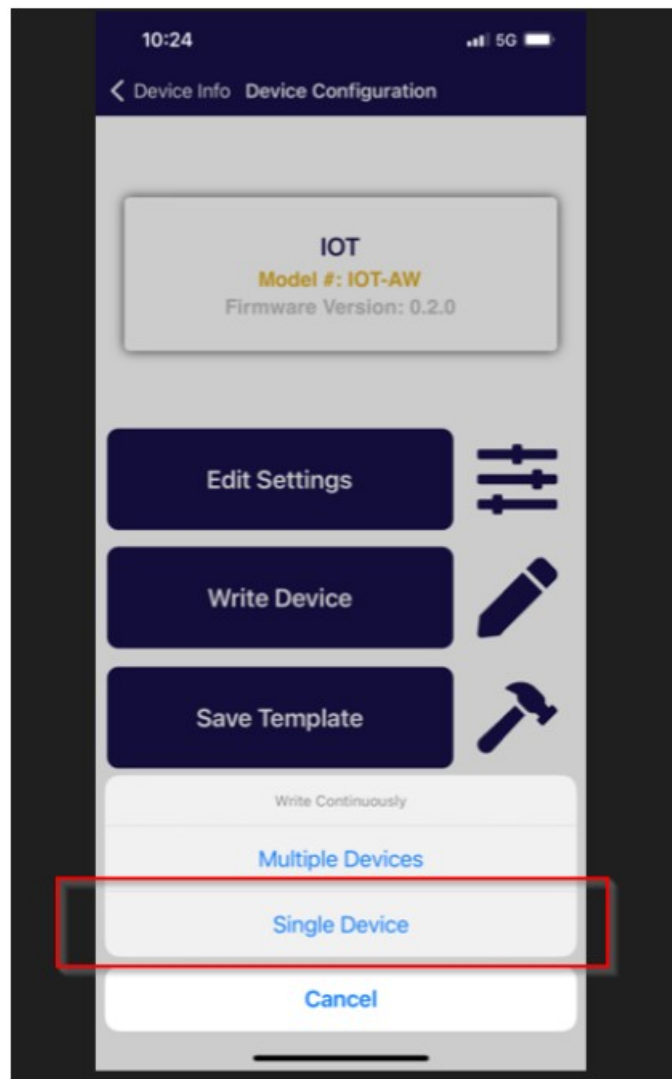 10:24 5G
Device Info Device Configuration
IOT
Model #: IOT-AW
Firmware Version: 0.2.0
Edit Settings
Write Device
Save Template
Write Continuously
Multiple Devices
Single Device
Cancel